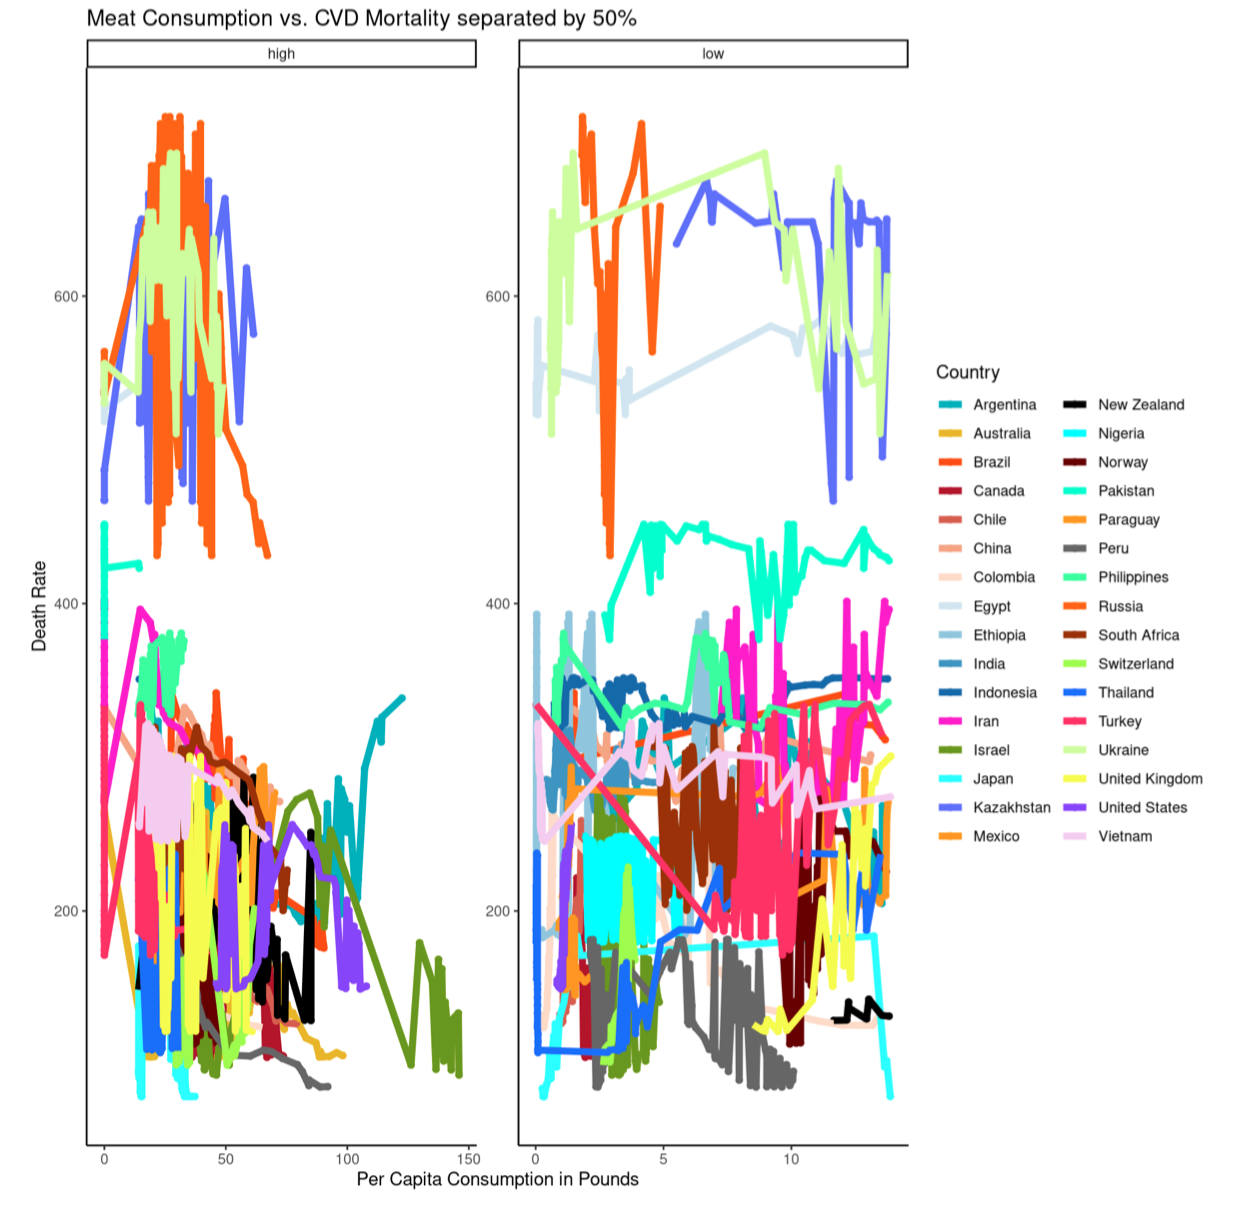 Meat Consumption vs. CVD Mortality separated by 50%
high
low
600
400
200
600
400
200
Death Rate
0
50
100
150
0
5
10
Per Capita Consumption in Pounds
Country
Argentina
Australia
Brazil
Canada
Chile
China
Colombia
Egypt
Ethiopia
India
Indonesia
Iran
Israel
Japan
Kazakhstan
Mexico
New Zealand
Nigeria
Norway
Pakistan
Paraguay
Peru
Philippines
Russia
South Africa
Switzerland
Thailand
Turkey
Ukraine
United Kingdom
United States
Vietnam